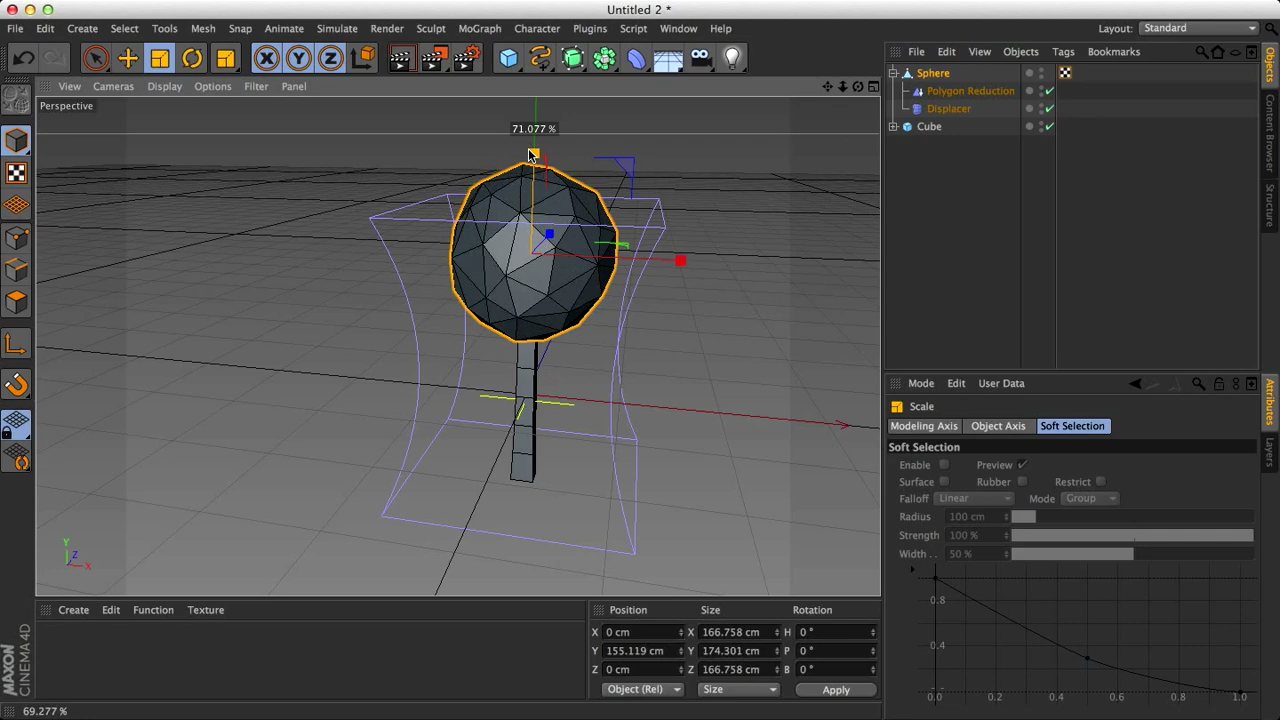 Untitled 2 *
File Edit Create Select Tools Mesh Snap Animate Simulate Render Sculpt MoGraph Character Plugins Script Window Help
Layout: Standard
X Y Z
File Edit View Objects Tags Bookmarks
View Cameras Display Options Filter Panel
Perspective
71.077 %
Sphere
Polygon Reduction
Displacer
Cube
Objects
Content Browser
Structure
Mode Edit User Data
Scale
Modeling Axis Object Axis Soft Selection
Soft Selection
Enable Preview
Surface Rubber Restrict
Falloff Linear Mode Group
Radius 100 cm
Strength 100 %
Width . . 50 %
0.8
0.4
0.0 0.2 0.4 0.6 0.8 1.0
Attributes
Layers
Y
Z
X
Create Edit Function Texture
Position Size Rotation
X 0 cm X 166.758 cm H 0 °
Y 155.119 cm Y 174.301 cm P 0 °
Z 0 cm Z 166.758 cm B 0 °
Object (Rel) Size Apply
MAXON
CINEMA 4D
69.277 %